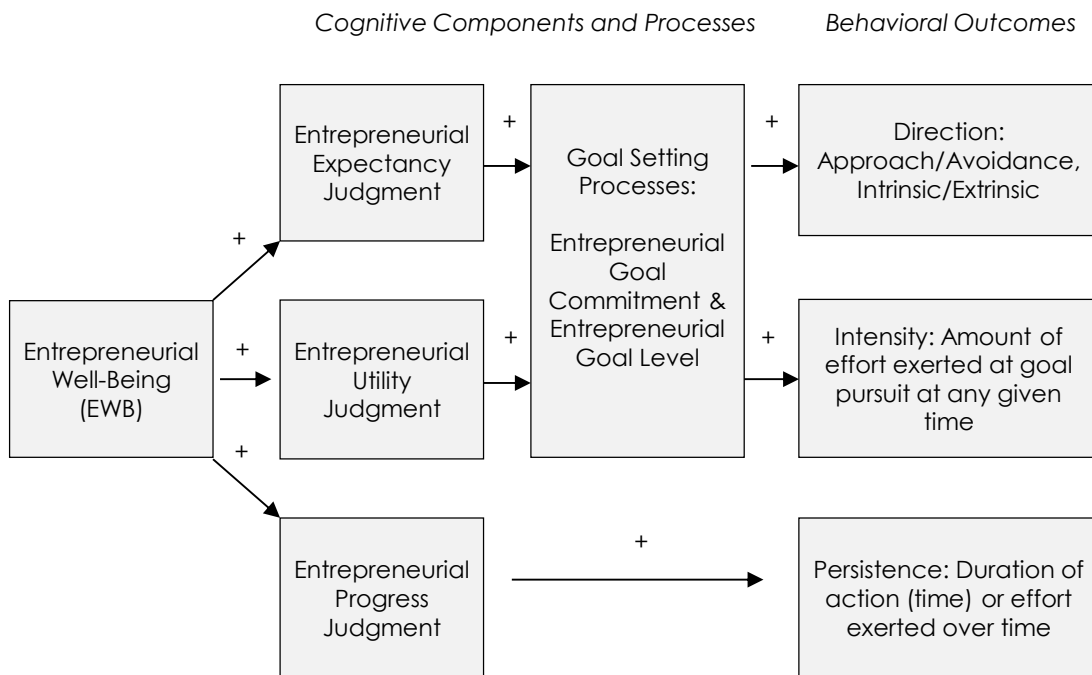 Cognitive Components and Processes
Behavioral Outcomes
+
+
Entrepreneurial
Expectancy
Judgment
Goal Setting
Processes:
Entrepreneurial
Goal
Commitment &
Entrepreneurial
Goal Level
Direction:
Approach/Avoidance,
Intrinsic/Extrinsic
+
Entrepreneurial
Well-Being
(EWB)
+
Entrepreneurial
Utility
Judgment
+
+
Intensity: Amount of
effort exerted at goal
pursuit at any given
time
+
Entrepreneurial
Progress
Judgment
+
Persistence: Duration of
action (time) or effort
exerted over time